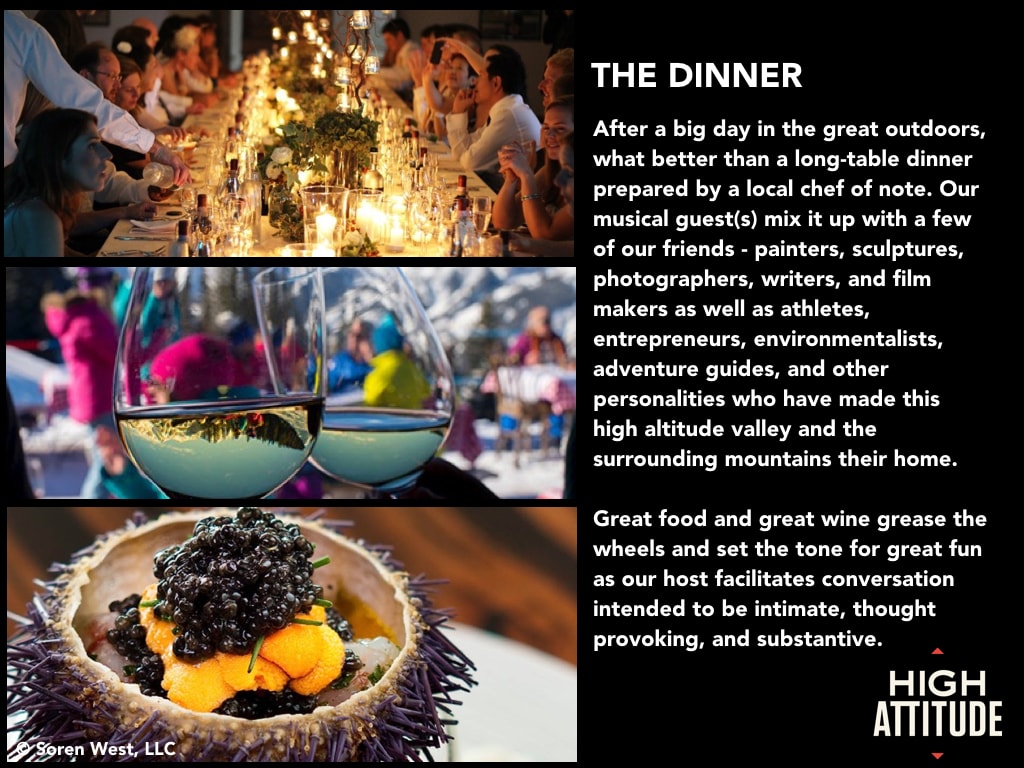 THE DINNER
After a big day in the great outdoors,
what better than a long-table dinner
prepared by a local chef of note. Our
musical guest(s) mix it up with a few
of our friends - painters, sculptures,
photographers, writers, and film
makers as well as athletes,
entrepreneurs, environmentalists,
adventure guides, and other
personalities who have made this
high altitude valley and the
surrounding mountains their home.
Great food and great wine grease the
wheels and set the tone for great fun
as our host facilitates conversation
intended to be intimate, thought
provoking, and substantive.
HIGH
ATTITUDE
© Soren West, LLC